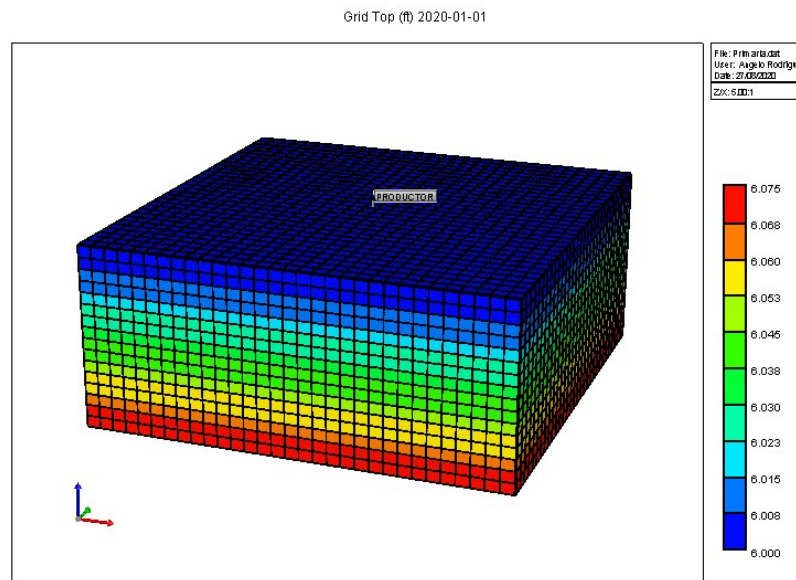 Grid Top (ft) 2020-01-01
File: Primaria.dat
User: Angelo Rodrigu
Date: 27/08/2020
Z/X: 5.00:1
PRODUCTOR
6.075
6.068
6.060
6.053
6.045
6.038
6.030
6.023
6.015
6.008
6.000